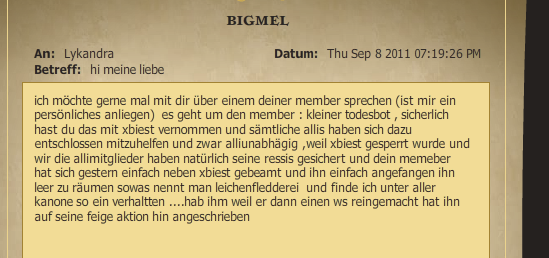 BIGMEL
An: Lykandra Datum: Thu Sep 8 2011 07:19:26 PM
Betreff: hi meine liebe
ich möchte gerne mal mit dir über einem deiner member sprechen (ist mir ein
persönliches anliegen) es geht um den member : kleiner todesbot , sicherlich
hast du das mit xbiest vernommen und sämtliche allis haben sich dazu
entschlossen mitzuhelfen und zwar alliunabhägig ,weil xbiest gesperrt wurde und
wir die allimitglieder haben natürlich seine ressis gesichert und dein memeber
hat sich gestern einfach neben xbiest gebeamt und ihn einfach angefangen ihn
leer zu räumen sowas nennt man leichenfledderei und finde ich unter aller
kanone so ein verhaltten ....hab ihm weil er dann einen ws reingemacht hat ihn
auf seine feige aktion hin angeschrieben